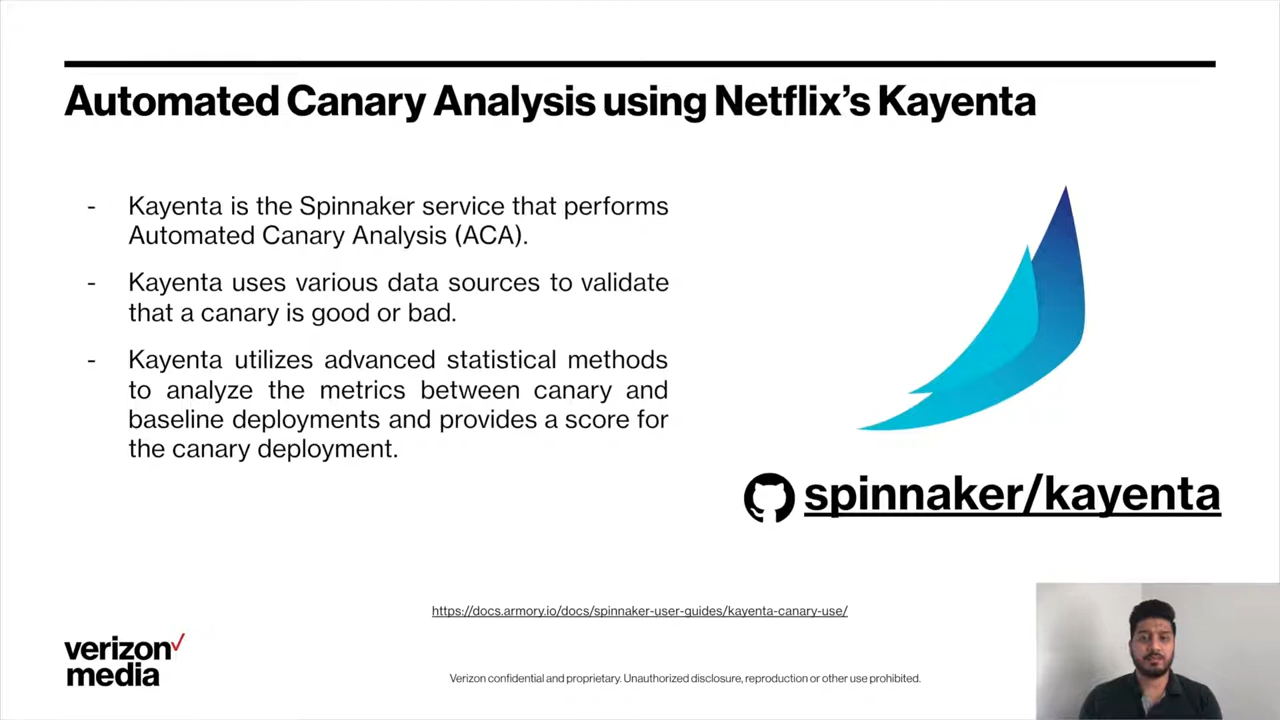 Automated Canary Analysis using Netflix’s Kayenta
- Kayenta is the Spinnaker service that performs
Automated Canary Analysis (ACA).
- Kayenta uses various data sources to validate
that a canary is good or bad.
- Kayenta utilizes advanced statistical methods
to analyze the metrics between canary and
baseline deployments and provides a score for
the canary deployment.
spinnaker/kayenta
https://docs.armory.io/docs/spinnaker-user-guides/kayenta-canary-use/
verizon✓
media
Verizon confidential and proprietary. Unauthorized disclosure, reproduction or other use prohibited.